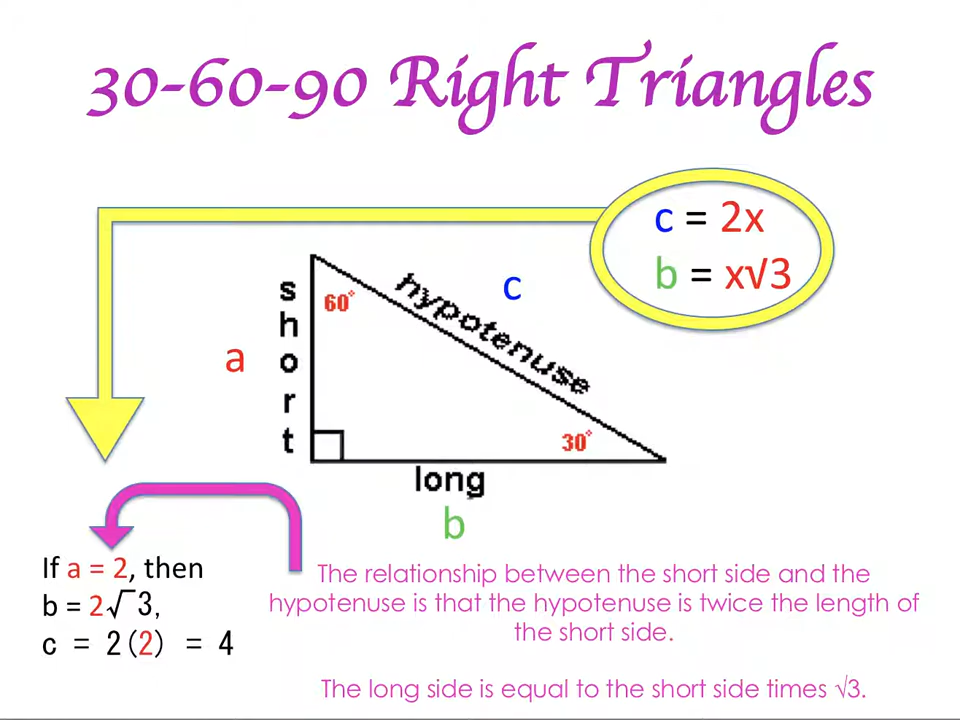 30-60-90 Right Triangles
c = 2x
b = x√3
short
60°
hypotenuse
c
a
30°
long
b
If a = 2, then
b = 2√3,
c = 2(2) = 4
The relationship between the short side and the
hypotenuse is that the hypotenuse is twice the length of
the short side.
The long side is equal to the short side times √3.